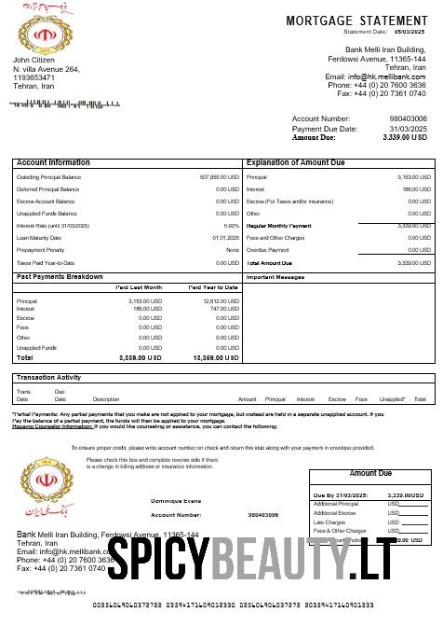 MORTGAGE STATEMENT
Statement Date: 05/03/2025
John Citizen
N. villa Avenue 264,
1193653471
Tehran, Iran
Bank Melli Iran Building,
Ferdowsi Avenue, 11365-144
Tehran, Iran
Email: info@hk.mellibank.com
Phone: +44 (0) 20 7600 3636
Fax: +44 (0) 20 7361 0740
Account Number: 980403006
Payment Due Date: 31/03/2025
Amount Due: 3,339.00 USD
Account Information
Outstanding Principal Balance 507,855.00 USD
Deferred Principal Balance 0.00 USD
Escrow Account Balance 0.00 USD
Unapplied Funds Balance 0.00 USD
Interest Rate (until 31/03/2025)
Loan Maturity Date 01.01.2025
Prepayment Penalty None
Taxes Paid Year-to-Date 0.00 USD
Explanation of Amount Due
Principal 3,153.00 USD
Interest 186.00 USD
Escrow (For Taxes and/or insurance) 0.00 USD
Other 0.00 USD
Regular Monthly Payment 3,339.00 USD
Fees and Other Charges 0.00 USD
Overdue Payment 0.00 USD
Total Amount Due 3,339.00 USD
Past Payments Breakdown
Paid Last Month Paid Year to Date
Principal 3,153.00 USD 12,612.00 USD
Interest 186.00 USD 747.00 USD
Escrow 0.00 USD 0.00 USD
Fees 0.00 USD 0.00 USD
Other 0.00 USD 0.00 USD
Unapplied Funds 0.00 USD 0.00 USD
Total 3,339.00 USD 13,359.00 USD
Important Messages
Transaction Activity
Trans. Date Due Date Description Amount Principal Interest Escrow Fees Unapplied* Total
*Partial Payments: Any partial payments that you make are not applied to your mortgage, but instead are held in a separate unapplied account. If you
Pay the balance of a partial payment, the funds will then be applied to your mortgage.
Housing Counselor Information: If you would like counseling or assistance, you can contact the following:
To ensure proper credit, please write account number on check and return this stub along with your payment in envelope provided.
Please check this box and complete reverse side if there
is a change in billing address or insurance information.
Dominique Evans
Account Number: 980403006
Amount Due
Due By 31/03/2025: 3,339.00USD
Additional Principal USD
Additional Escrow USD
Late Charges USD
Fees & Other Charges USD
بانک ملی ایران
Bank Melli Iran Building, Ferdowsi Avenue, 11365-144
Tehran, Iran
Email: info@hk.mellibank.co
Phone: +44 (0) 20 7600 363
Fax: +44 (0) 20 7361 0740
SPICYBEAUTY.LT